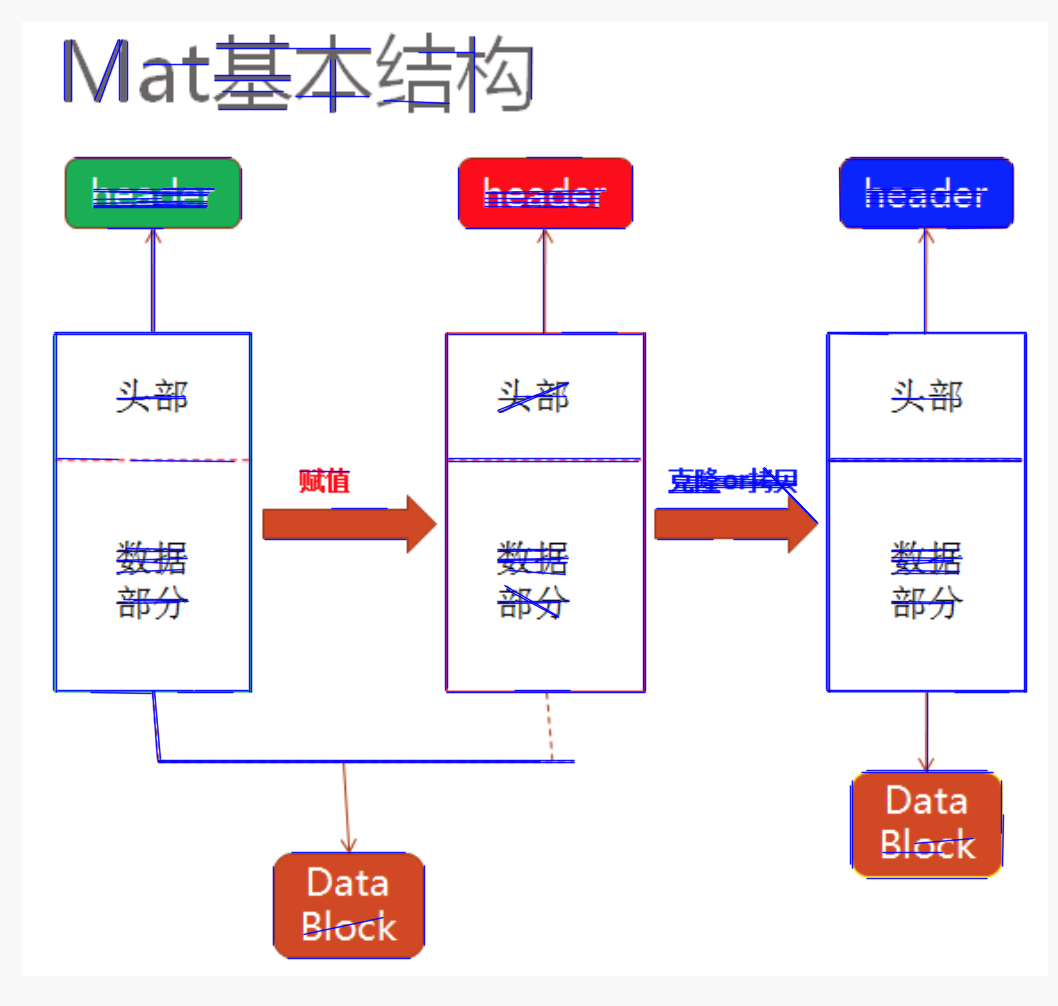 Mat基本结构
header
header
header
头部
头部
头部
赋值
克隆or拷贝
数据
部分
数据
部分
数据
部分
Data
Block
Data
Block